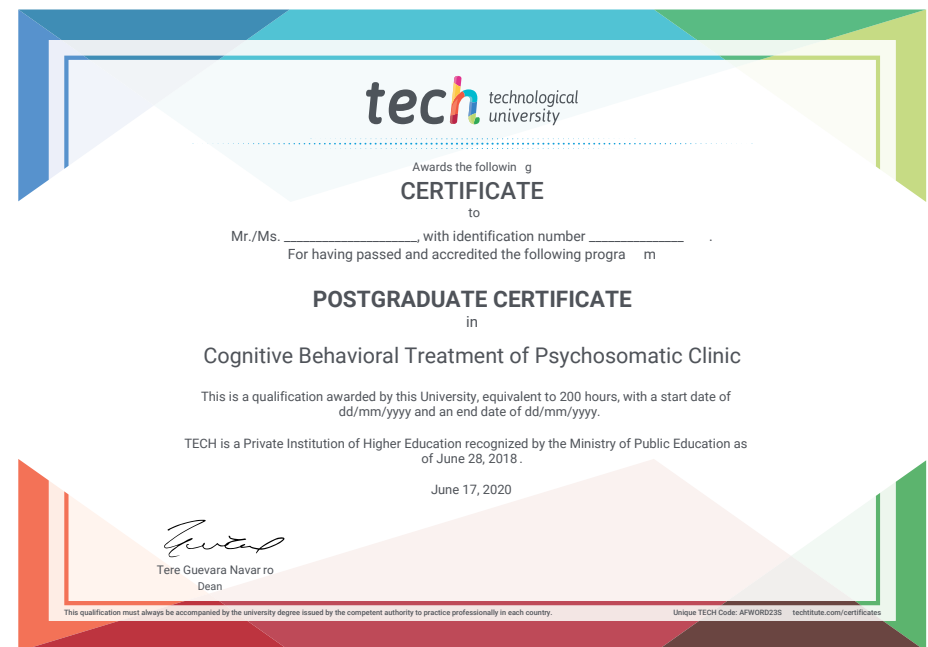 tech technological
university
Awards the followin g
CERTIFICATE
to
Mr./Ms. ______________________, with identification number ________________ .
For having passed and accredited the following progra m
POSTGRADUATE CERTIFICATE
in
Cognitive Behavioral Treatment of Psychosomatic Clinic
This is a qualification awarded by this University, equivalent to 200 hours, with a start date of
dd/mm/yyyy and an end date of dd/mm/yyyy.
TECH is a Private Institution of Higher Education recognized by the Ministry of Public Education as
of June 28, 2018 .
June 17, 2020
Tere Guevara Navar ro
Dean
This qualification must always be accompanied by the university degree issued by the competent authority to practice professionally in each country.
Unique TECH Code: AFWORD23S techtitute.com/certificates